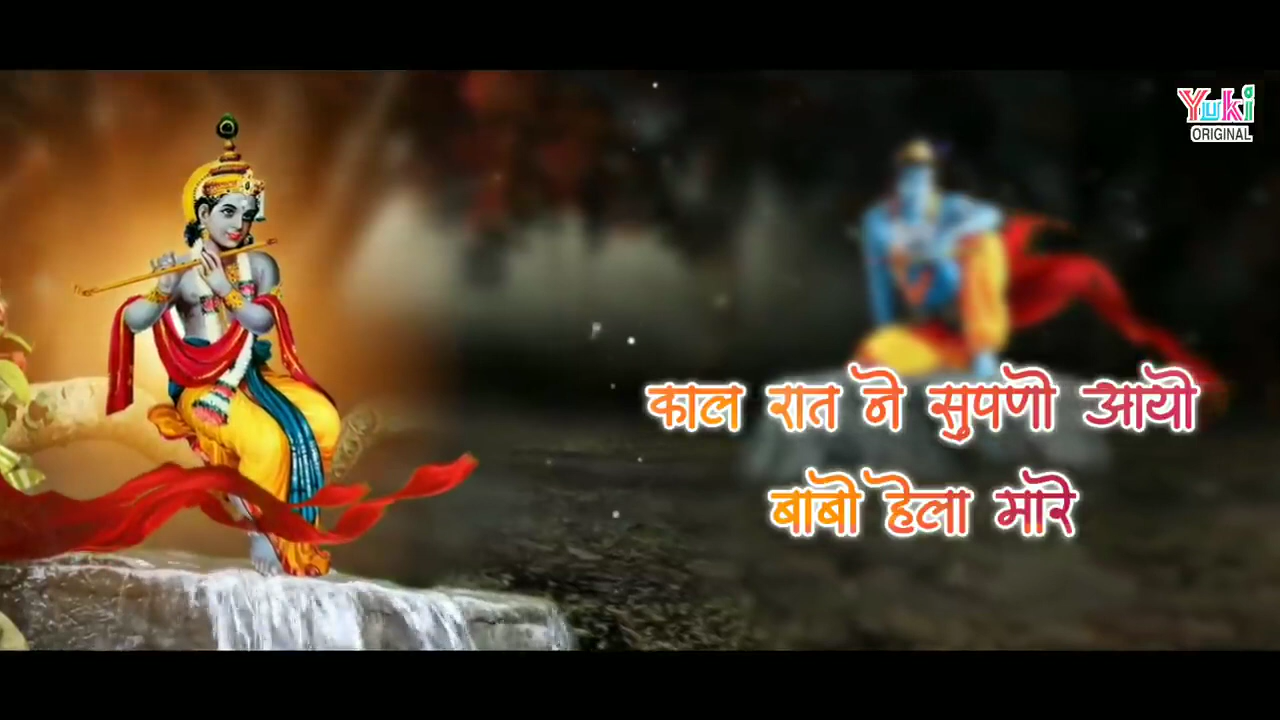 Yuki
ORIGINAL
काल रात ने सुपणो आयो
बाबो हेला मारे